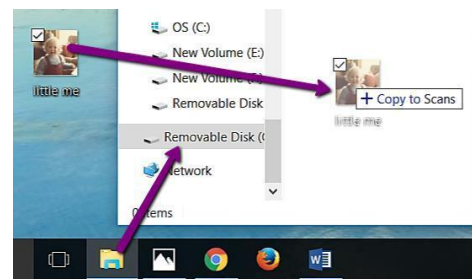 OS (C:)
New Volume (E:)
New Volume
Removable Disk
Copy to Scans
little me
little me
Removable Disk (
Network
items